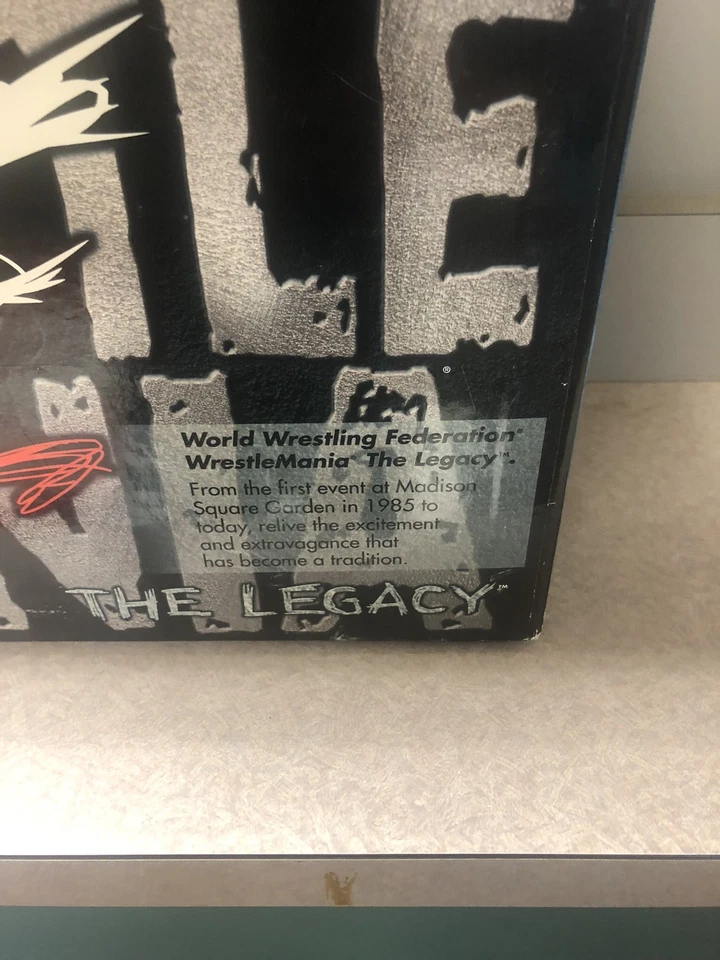 LE
®
World Wrestling Federation®
WrestleMania® The Legacy™.
From the first event at Madison
Square Garden in 1985 to
today, relive the excitement
and extravagance that
has become a tradition.
THE LEGACY™